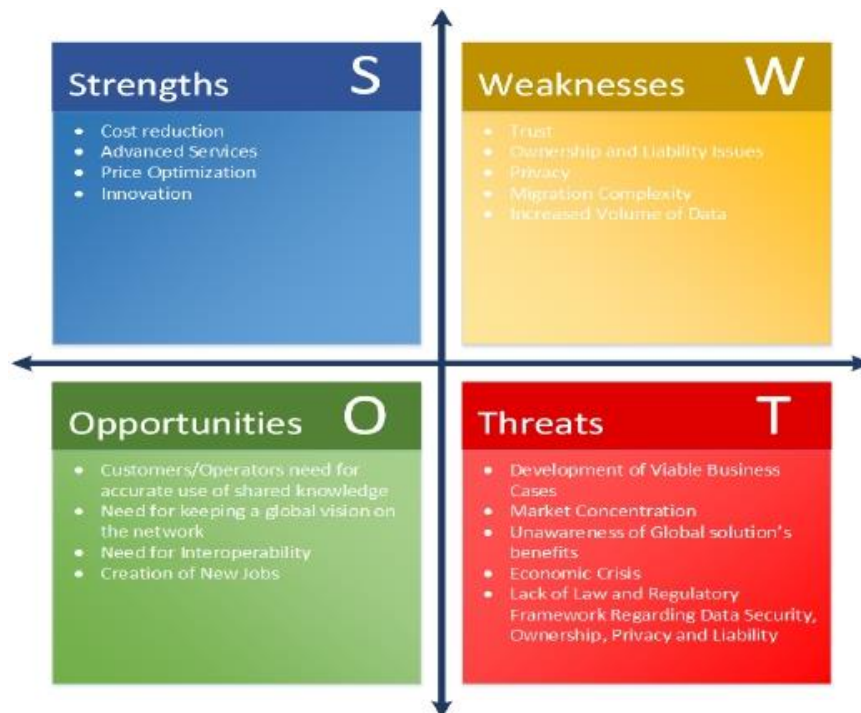 Strengths S
• Cost reduction
• Advanced Services
• Price Optimization
• Innovation
Weaknesses W
• Trust
• Ownership and Liability Issues
• Privacy
• Migration Complexity
• Increased Volume of Data
Opportunities O
• Customers/Operators need for
accurate use of shared knowledge
• Need for keeping a global vision on
the network
• Need for Interoperability
• Creation of New Jobs
Threats T
• Development of Viable Business
Cases
• Market Concentration
• Unawareness of Global solution's
benefits
• Economic Crisis
• Lack of Law and Regulatory
Framework Regarding Data Security,
Ownership, Privacy and Liability